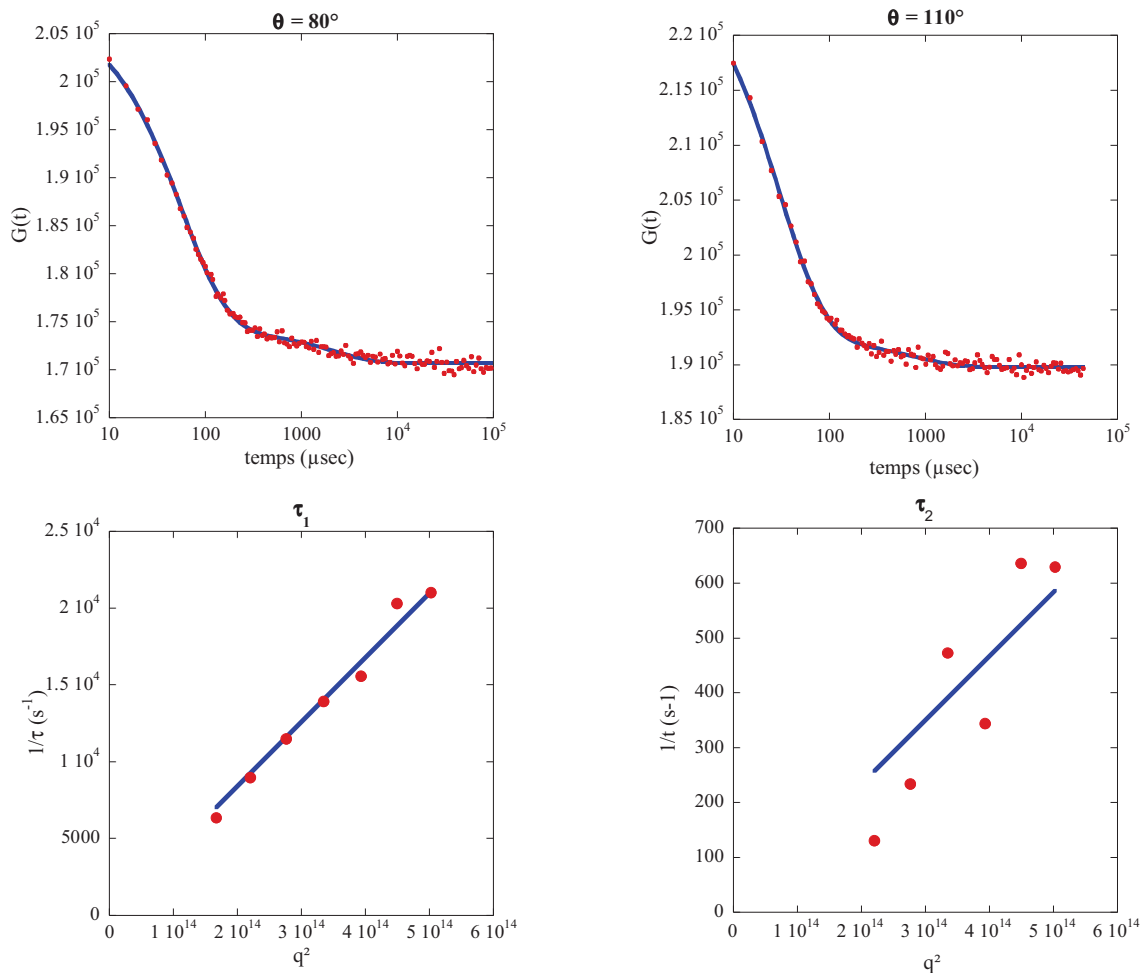 θ = 80°
2.05 10⁵
2 10⁵
1.95 10⁵
1.9 10⁵
1.85 10⁵
1.8 10⁵
1.75 10⁵
1.7 10⁵
1.65 10⁵
G(t)
10 100 1000 10⁴ 10⁵
temps (µsec)
θ = 110°
2.2 10⁵
2.15 10⁵
2.1 10⁵
2.05 10⁵
2 10⁵
1.95 10⁵
1.9 10⁵
1.85 10⁵
G(t)
10 100 1000 10⁴ 10⁵
temps (µsec)
τ₁
2.5 10⁴
2 10⁴
1.5 10⁴
1 10⁴
5000
0
1/τ (s⁻¹)
0 1 10¹⁴ 2 10¹⁴ 3 10¹⁴ 4 10¹⁴ 5 10¹⁴ 6 10¹⁴
q²
τ₂
700
600
500
400
300
200
100
0
1/t (s-1)
0 1 10¹⁴ 2 10¹⁴ 3 10¹⁴ 4 10¹⁴ 5 10¹⁴ 6 10¹⁴
q²